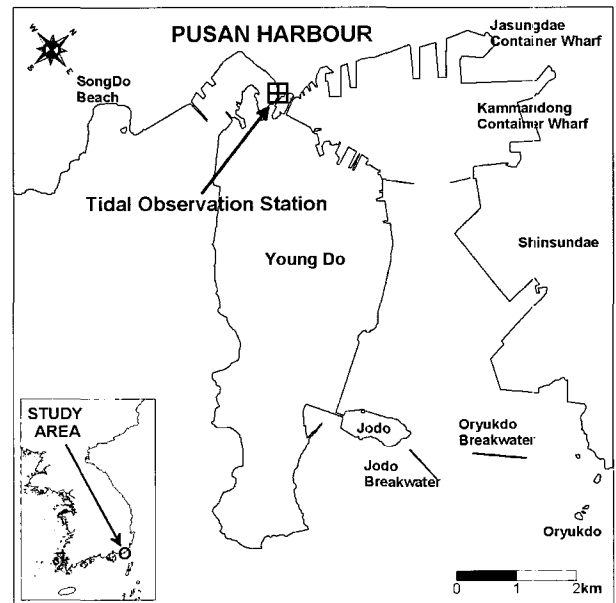 PUSAN HARBOUR
Jasungdae
Container Wharf
W
N
S
E
SongDo
Beach
Kammandong
Container Wharf
Tidal Observation Station
Young Do
Shinsundae
STUDY
AREA
Jodo
Jodo
Breakwater
Oryukdo
Breakwater
Oryukdo
0 1 2km